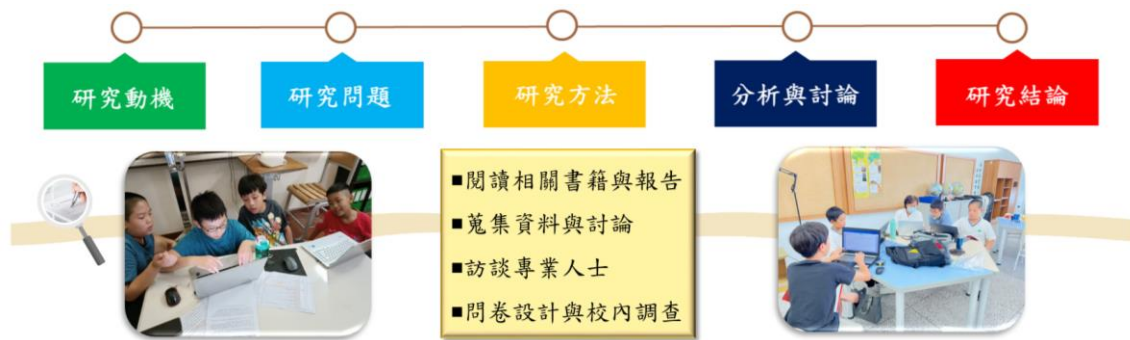 研究動機
研究問題
研究方法
分析與討論
研究結論
■閱讀相關書籍與報告
■蒐集資料與討論
■訪談專業人士
■問卷設計與校內調查